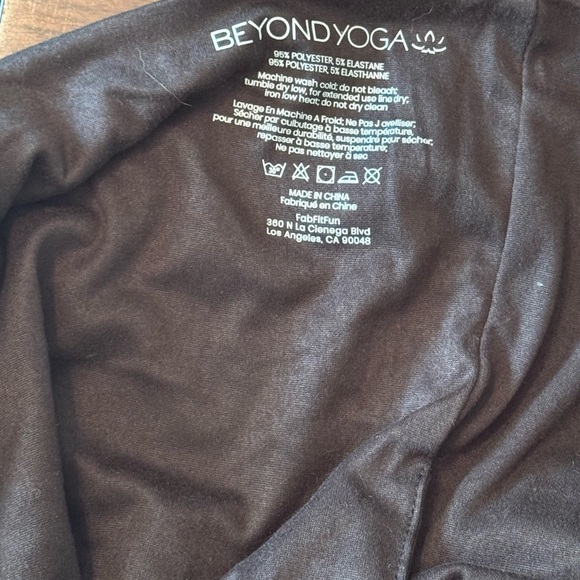 BEYOND YOGA
95% POLYESTER, 5% ELASTANE
95% POLYESTER, 5% ELASTHANNE
Machine wash cold: do not bleach;
tumble dry low, for extended use line dry;
iron low heat; do not dry clean
Lavage En Machine A Froid; Ne Pas J avelliser;
Sécher par culbutage à basse température,
pour une meilleure durabilité, suspendre pour sécher,
repasser à basse température;
Ne pas nettoyer à sec
MADE IN CHINA
Fabriqué en Chine
FabFitFun
360 N La Cienega Blvd
Los Angeles, CA 90048